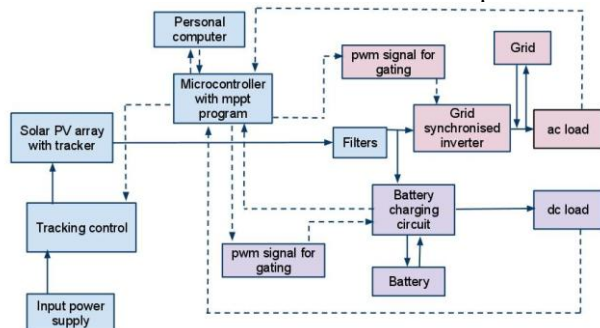 Personal
computer
Grid
pwm signal for
gating
Microcontroller
with mppt
program
Solar PV array
with tracker
Filters
Grid
synchronised
inverter
ac load
Battery
charging
circuit
dc load
Tracking control
pwm signal for
gating
Battery
Input power
supply